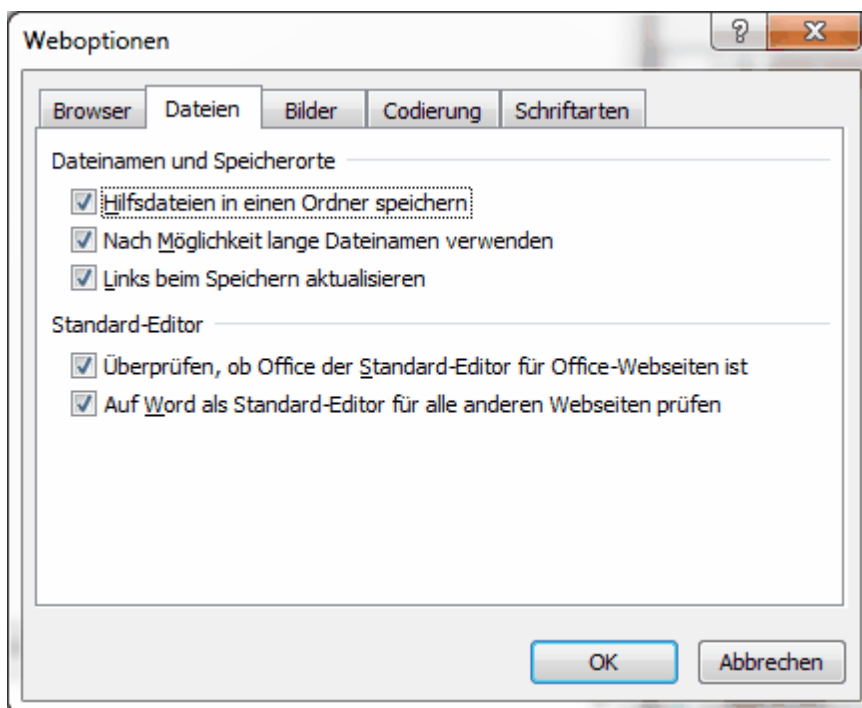 Weboptionen
Browser Dateien Bilder Codierung Schriftarten
Dateinamen und Speicherorte
Hilfsdateien in einen Ordner speichern
Nach Möglichkeit lange Dateinamen verwenden
Links beim Speichern aktualisieren
Standard-Editor
Überprüfen, ob Office der Standard-Editor für Office-Webseiten ist
Auf Word als Standard-Editor für alle anderen Webseiten prüfen
OK Abbrechen